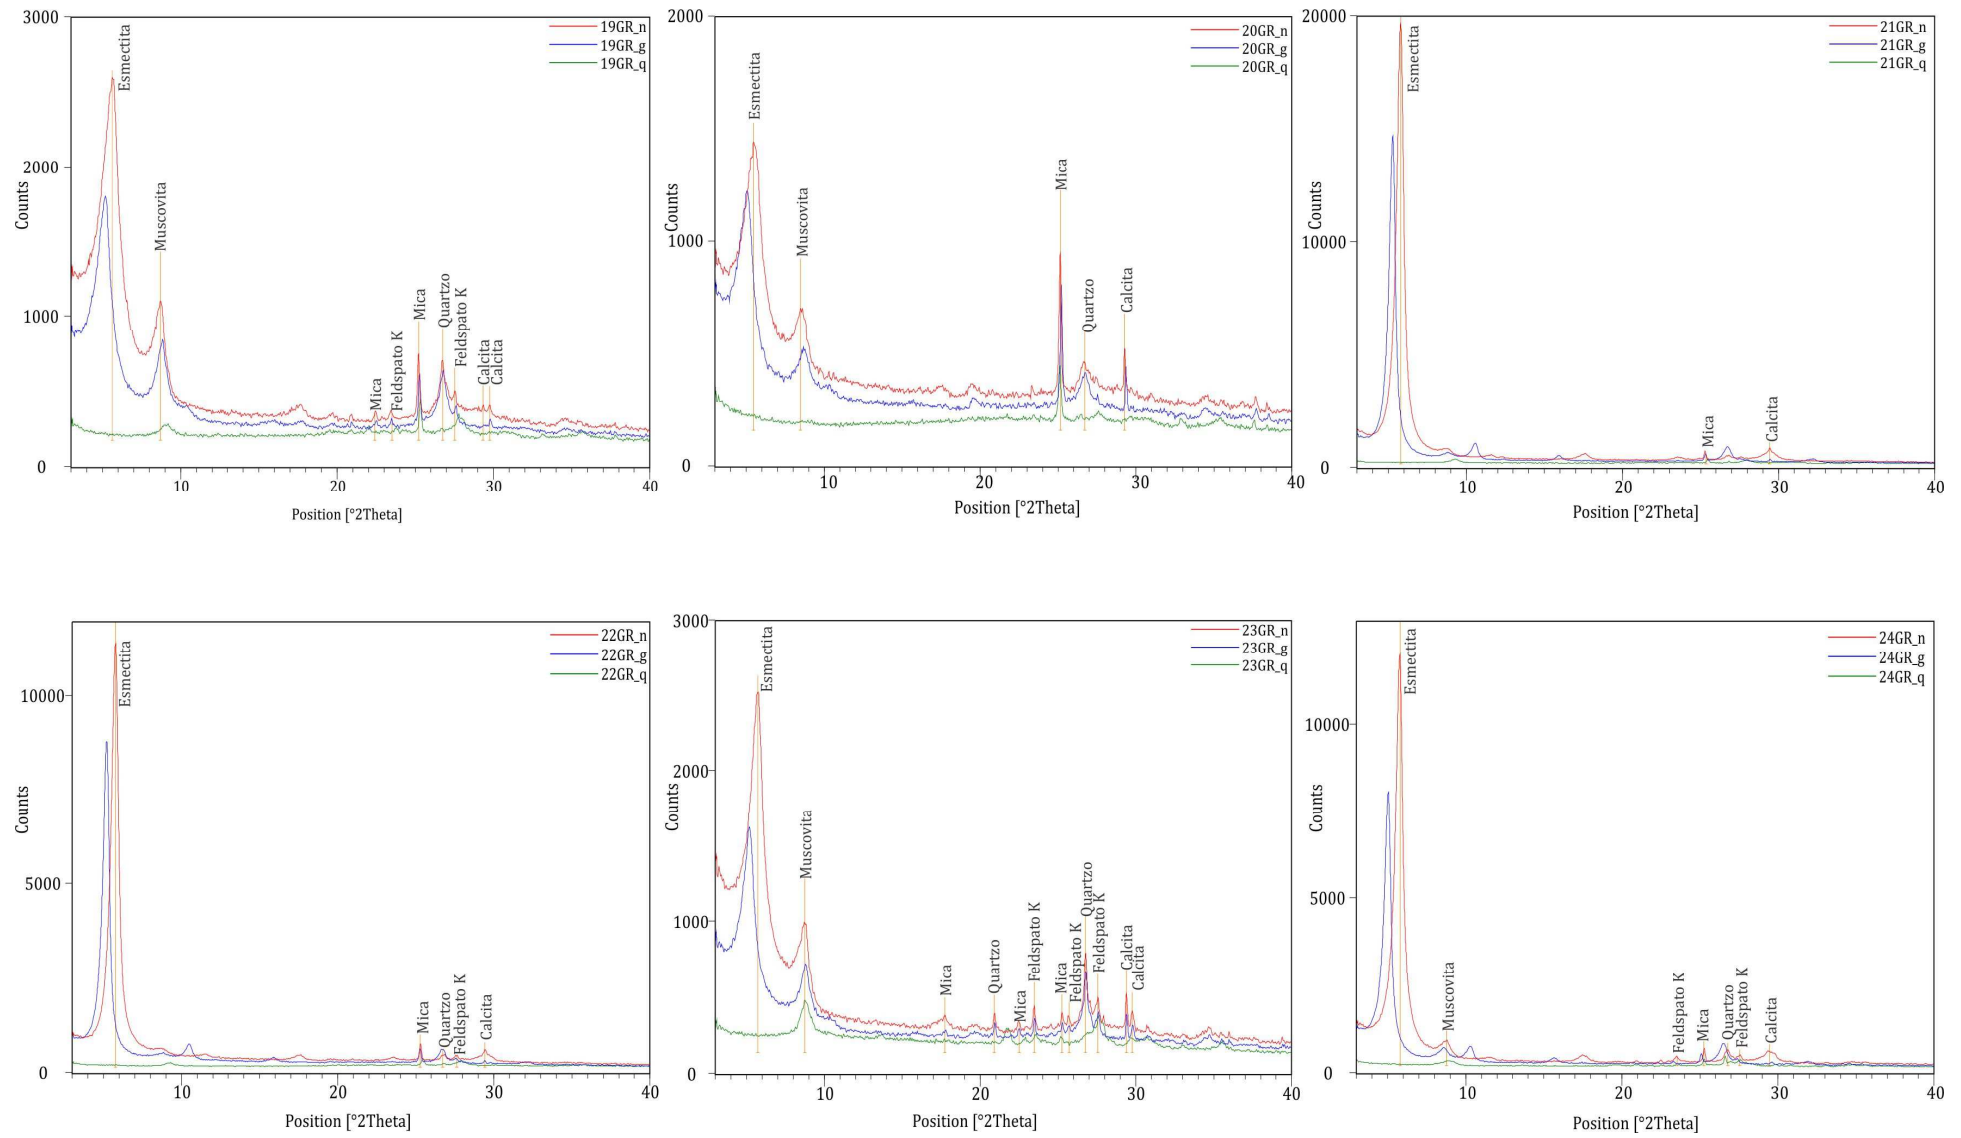 3000
2000
1000
0
Counts
19GR_n
19GR_g
19GR_q
Esmectita
Muscovita
Mica
Feldspato K
Mica
Quartzo
Feldspato K
Calcita
Calcita
10
20
30
40
Position [°2Theta]
2000
1000
0
Counts
20GR_n
20GR_g
20GR_q
Esmectita
Muscovita
Mica
Quartzo
Calcita
10
20
30
40
Position [°2Theta]
20000
10000
0
Counts
21GR_n
21GR_g
21GR_q
Esmectita
Mica
Calcita
10
20
30
40
Position [°2Theta]
10000
5000
0
Counts
22GR_n
22GR_g
22GR_q
Esmectita
Mica
Quartzo
Feldspato K
Calcita
10
20
30
40
Position [°2Theta]
3000
2000
1000
0
Counts
23GR_n
23GR_g
23GR_q
Esmectita
Muscovita
Mica
Quartzo
Mica
Feldspato K
Mica
Feldspato K
Quartzo
Feldspato K
Calcita
Calcita
10
20
30
40
Position [°2Theta]
10000
5000
0
Counts
24GR_n
24GR_g
24GR_q
Esmectita
Muscovita
Feldspato K
Mica
Quartzo
Feldspato K
Calcita
10
20
30
40
Position [°2Theta]